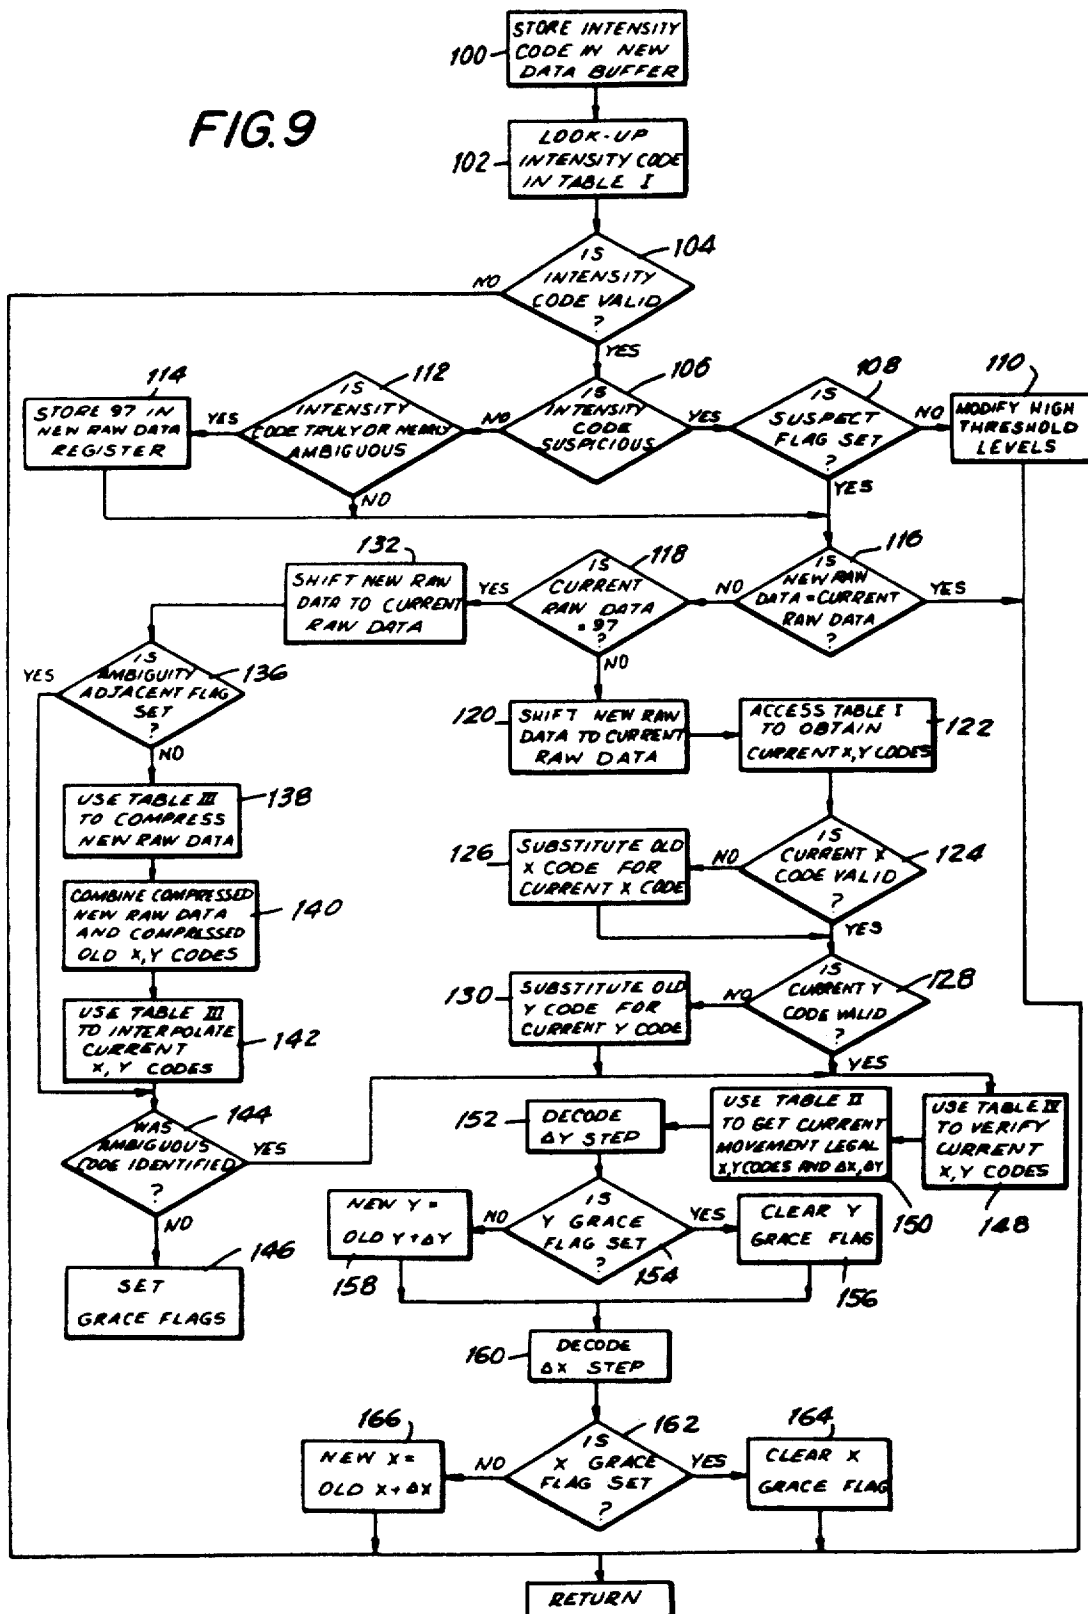 FIG.9
100
STORE INTENSITY
CODE IN NEW
DATA BUFFER
102
LOOK-UP
INTENSITY CODE
IN TABLE I
104
IS
INTENSITY
CODE VALID
?
NO
YES
106
IS
INTENSITY
CODE
SUSPICIOUS
NO
YES
108
IS
SUSPECT
FLAG SET
?
NO
YES
110
MODIFY HIGH
THRESHOLD
LEVELS
112
IS
INTENSITY
CODE TRULY OR NEARLY
AMBIGUOUS
YES
NO
114
STORE 97 IN
NEW RAW DATA
REGISTER
116
IS
NEW RAW
DATA=CURRENT
RAW DATA
?
YES
NO
118
IS
CURRENT
RAW DATA
=97
?
YES
NO
132
SHIFT NEW RAW
DATA TO CURRENT
RAW DATA
136
IS
AMBIGUITY
ADJACENT FLAG
SET
?
YES
NO
120
SHIFT NEW RAW
DATA TO CURRENT
RAW DATA
ACCESS TABLE I
TO OBTAIN
CURRENT X,Y CODES
122
138
USE TABLE III
TO COMPRESS
NEW RAW DATA
124
IS
CURRENT X
CODE VALID
?
NO
YES
126
SUBSTITUTE OLD
X CODE FOR
CURRENT X CODE
140
COMBINE COMPRESSED
NEW RAW DATA
AND COMPRESSED
OLD X,Y CODES
128
IS
CURRENT Y
CODE VALID
?
NO
YES
130
SUBSTITUTE OLD
Y CODE FOR
CURRENT Y CODE
142
USE TABLE III
TO INTERPOLATE
CURRENT
X, Y CODES
144
WAS
AMBIGUOUS
CODE IDENTIFIED
?
YES
NO
146
SET
GRACE FLAGS
USE TABLE IV
TO VERIFY
CURRENT
X, Y CODES
148
USE TABLE II
TO GET CURRENT
MOVEMENT LEGAL
X,Y CODES AND ΔX,ΔY
150
152
DECODE
ΔY STEP
IS
Y GRACE
FLAG SET
?
154
NO
YES
CLEAR Y
GRACE FLAG
156
NEW Y =
OLD Y+ΔY
158
160
DECODE
ΔX STEP
162
IS
X GRACE
FLAG SET
?
NO
YES
164
CLEAR X
GRACE FLAG
166
NEW X =
OLD X+ΔX
RETURN